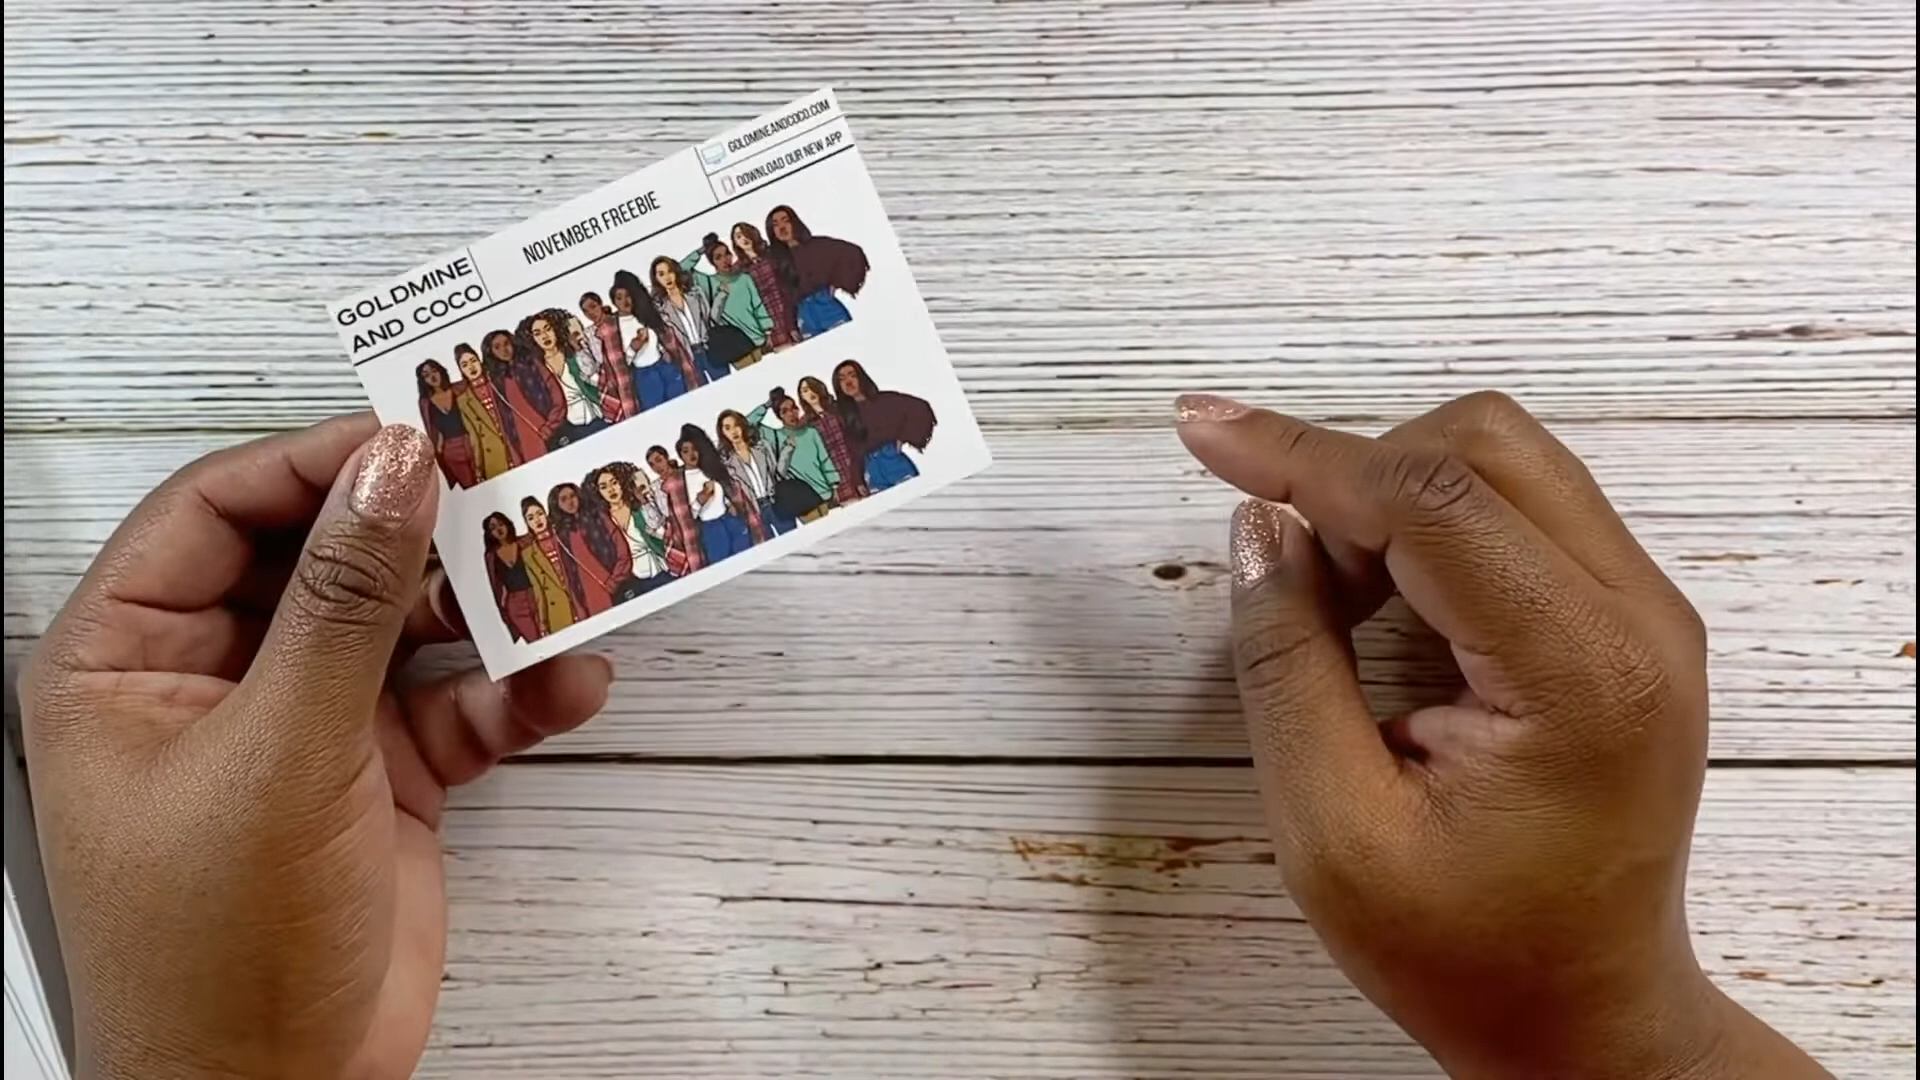 GOLDMINE
AND COCO
NOVEMBER FREEBIE
GOLDMINEANDCOCO.COM
DOWNLOAD OUR NEW APP